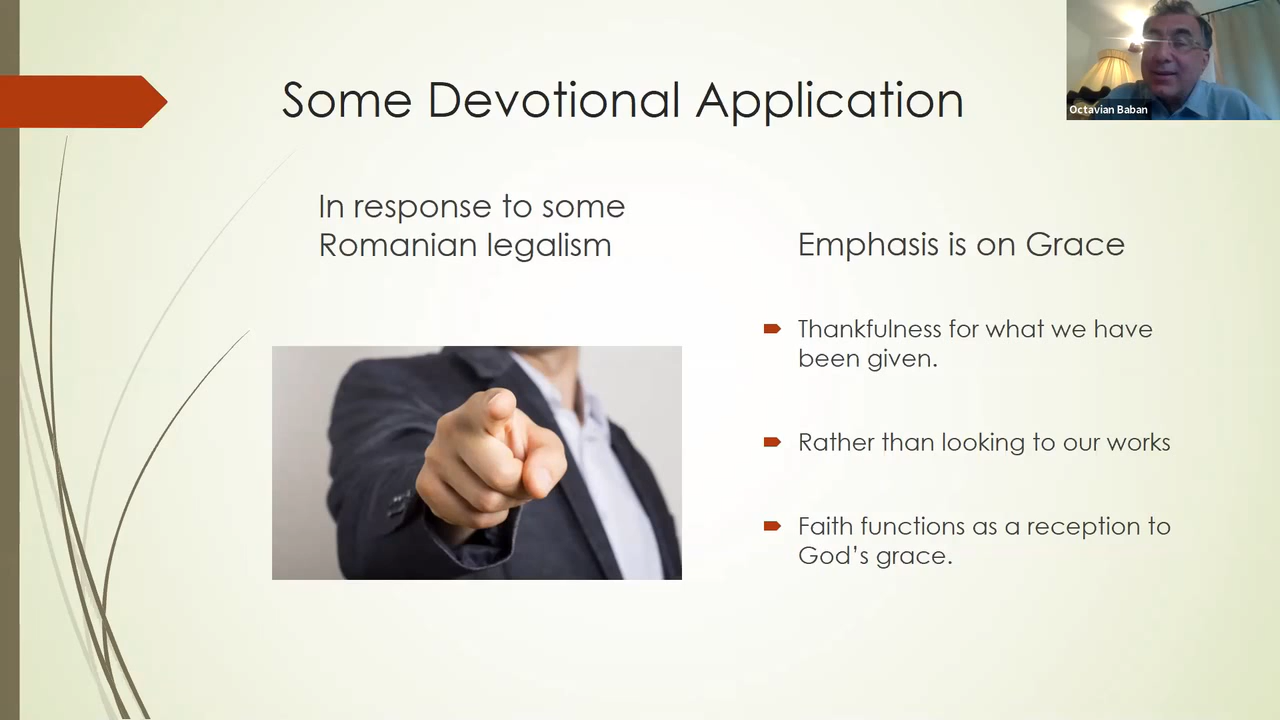 Some Devotional Application
Octavian Baban
In response to some
Romanian legalism
Emphasis is on Grace
Thankfulness for what we have
been given.
Rather than looking to our works
Faith functions as a reception to
God's grace.